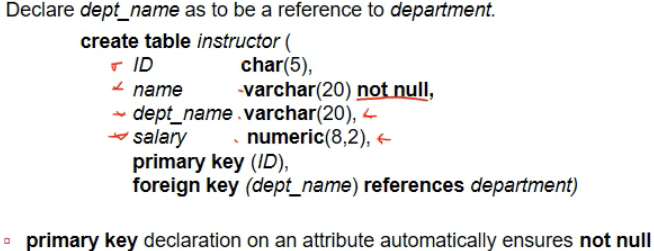 Declare dept_name as to be a reference to department.
create table instructor (
ID char(5),
name varchar(20) not null,
dept_name varchar(20),
salary numeric(8,2),
primary key (ID),
foreign key (dept_name) references department)
primary key declaration on an attribute automatically ensures not null